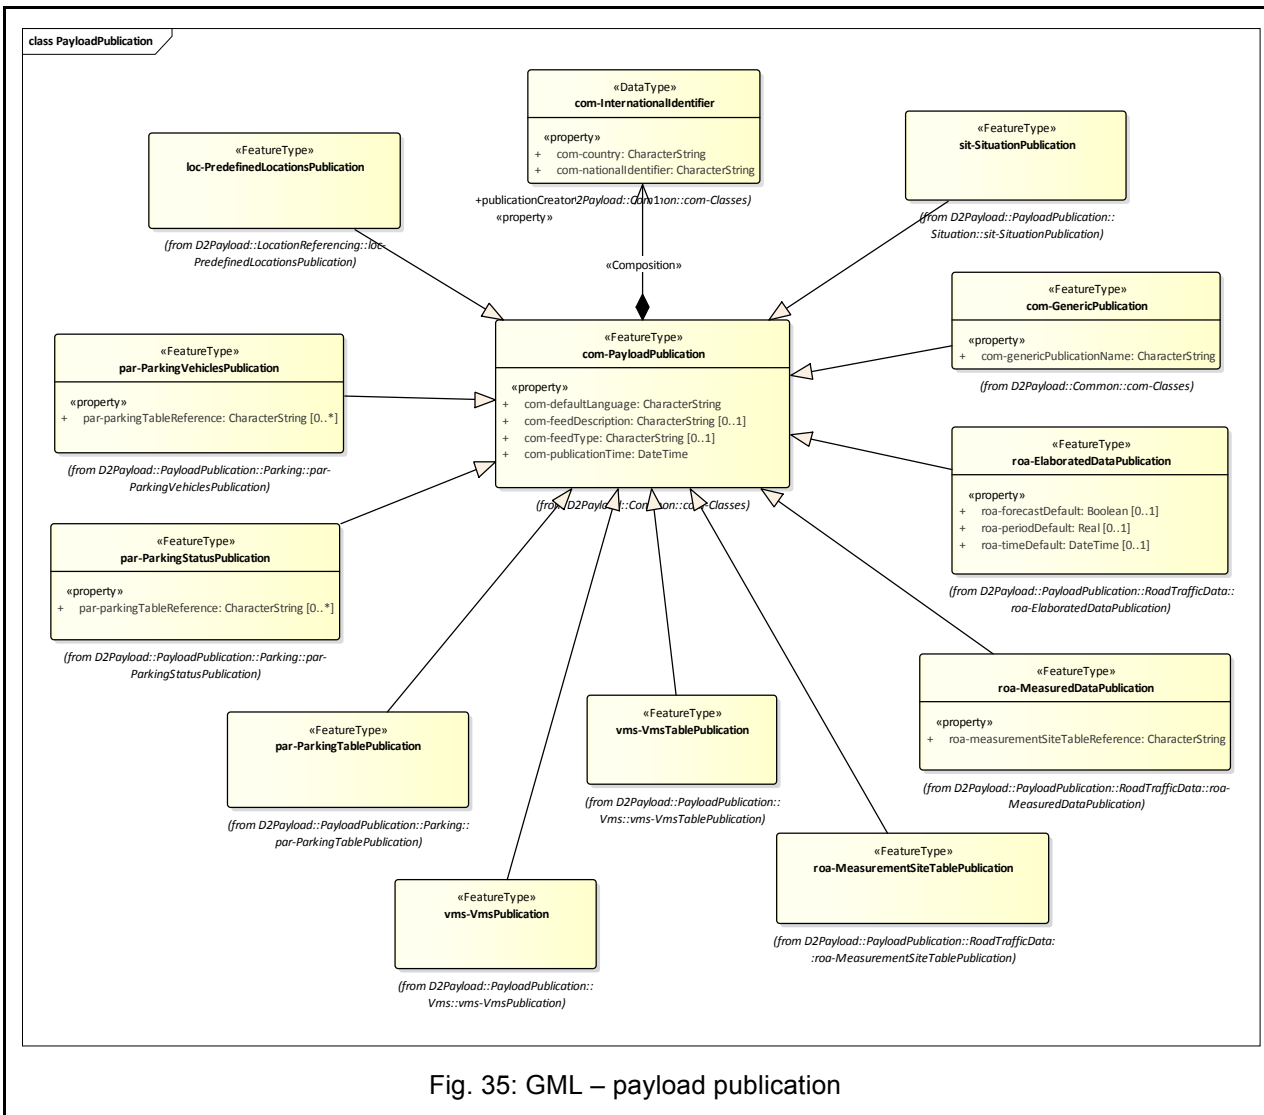 class PayloadPublication
«DataType»
com-InternationalIdentifier
«property»
+ com-country: CharacterString
+ com-nationalIdentifier: CharacterString
+publicationCreator
«property»
1
«Composition»
«FeatureType»
loc-PredefinedLocationsPublication
(from D2Payload::LocationReferencing::loc-
PredefinedLocationsPublication)
«FeatureType»
sit-SituationPublication
(from D2Payload::PayloadPublication::
Situation::sit-SituationPublication)
«FeatureType»
com-GenericPublication
«property»
+ com-genericPublicationName: CharacterString
(from D2Payload::Common::com-Classes)
«FeatureType»
com-PayloadPublication
«property»
+ com-defaultLanguage: CharacterString
+ com-feedDescription: CharacterString [0..1]
+ com-feedType: CharacterString [0..1]
+ com-publicationTime: DateTime
(from D2Payload::Common::com-Classes)
«FeatureType»
par-ParkingVehiclesPublication
«property»
+ par-parkingTableReference: CharacterString [0..*]
(from D2Payload::PayloadPublication::Parking::par-
ParkingVehiclesPublication)
«FeatureType»
roa-ElaboratedDataPublication
«property»
+ roa-forecastDefault: Boolean [0..1]
+ roa-periodDefault: Real [0..1]
+ roa-timeDefault: DateTime [0..1]
(from D2Payload::PayloadPublication::RoadTrafficData::
roa-ElaboratedDataPublication)
«FeatureType»
par-ParkingStatusPublication
«property»
+ par-parkingTableReference: CharacterString [0..*]
(from D2Payload::PayloadPublication::Parking::par-
ParkingStatusPublication)
«FeatureType»
roa-MeasuredDataPublication
«property»
+ roa-measurementSiteTableReference: CharacterString
(from D2Payload::PayloadPublication::RoadTrafficData::roa-
MeasuredDataPublication)
«FeatureType»
par-ParkingTablePublication
(from D2Payload::PayloadPublication::Parking::
par-ParkingTablePublication)
«FeatureType»
vms-VmsTablePublication
(from D2Payload::PayloadPublication::
Vms::vms-VmsTablePublication)
«FeatureType»
roa-MeasurementSiteTablePublication
(from D2Payload::PayloadPublication::RoadTrafficData:
:roa-MeasurementSiteTablePublication)
«FeatureType»
vms-VmsPublication
(from D2Payload::PayloadPublication::
Vms::vms-VmsPublication)
Fig. 35: GML – payload publication